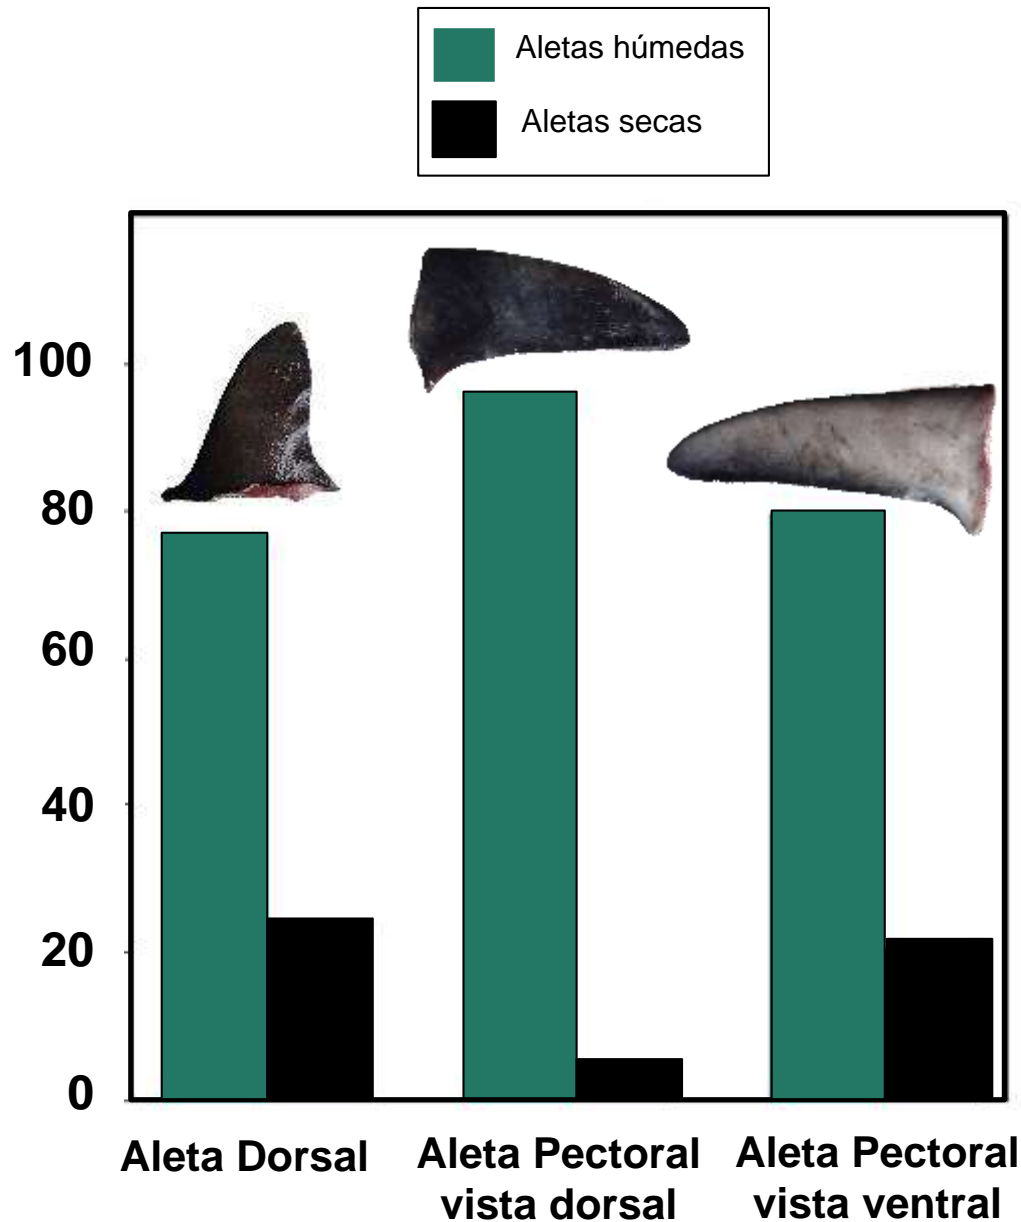 Aletas húmedas
Aletas secas
100
80
60
40
20
0
Aleta Dorsal
Aleta Pectoral
vista dorsal
Aleta Pectoral
vista ventral